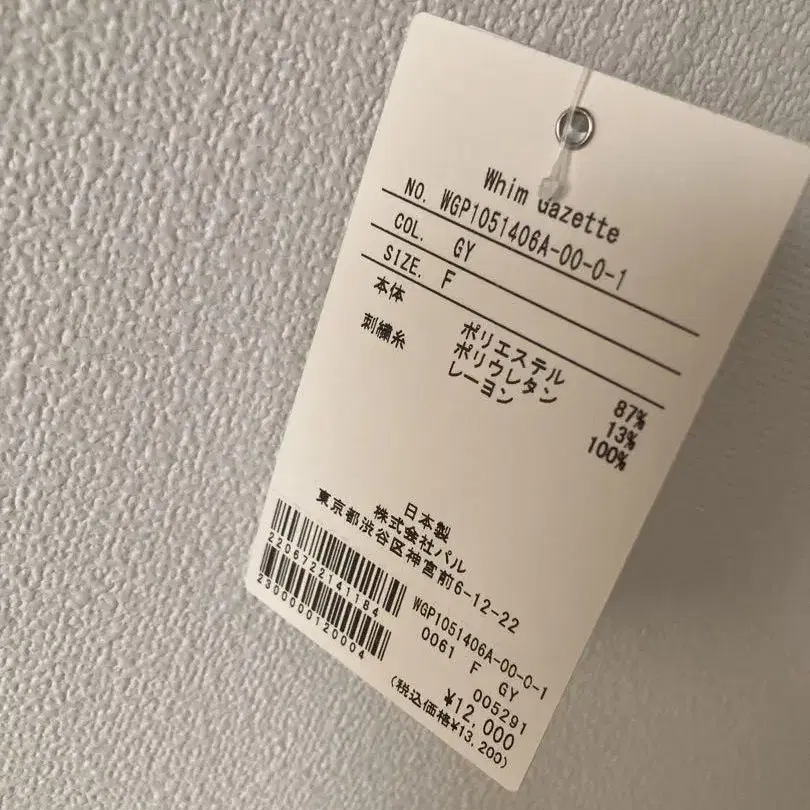 Whim Gazette
NO. WGP1051406A-00-0-1
COL. GY
SIZE. F
本体 ポリエステル 87%
ポリウレタン 13%
刺繍糸 レーヨン 100%
日本製
株式会社パル
東京都渋谷区神宮前6-12-22
2206722141184
2300000120004
WGP1051406A-00-0-1
0061 F GY
005291
¥12,000
(税込価格¥13,200)